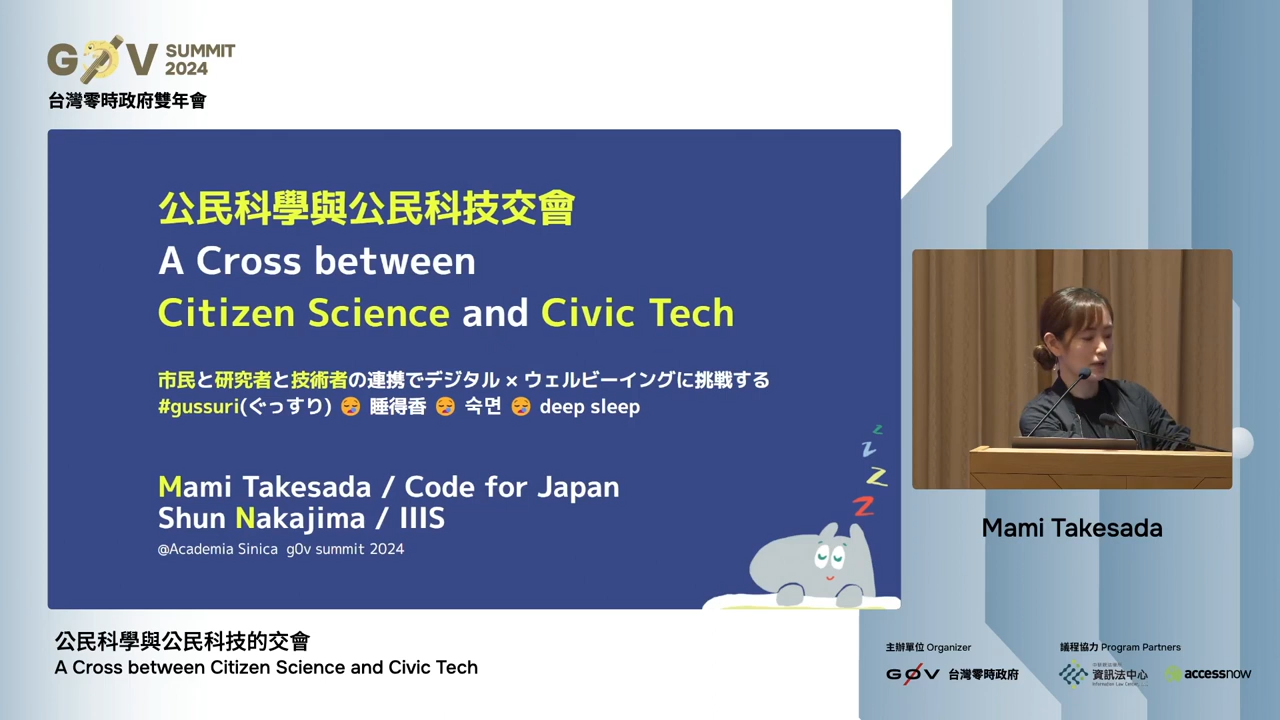 G0V SUMMIT 2024
台灣零時政府雙年會
公民科學與公民科技交會
A Cross between
Citizen Science and Civic Tech
市民と研究者と技術者の連携でデジタル × ウェルビーイングに挑戦する
#gussuri(ぐっすり) 😪 睡得香 😪 숙면 😪 deep sleep
z
z
z
z
Mami Takesada / Code for Japan
Shun Nakajima / IIIS
@Academia Sinica g0v summit 2024
Mami Takesada
公民科學與公民科技的交會
A Cross between Citizen Science and Civic Tech
主辦單位 Organizer
G0V 台灣零時政府
議程協力 Program Partners
資訊法中心
Information Law Center
accessnow